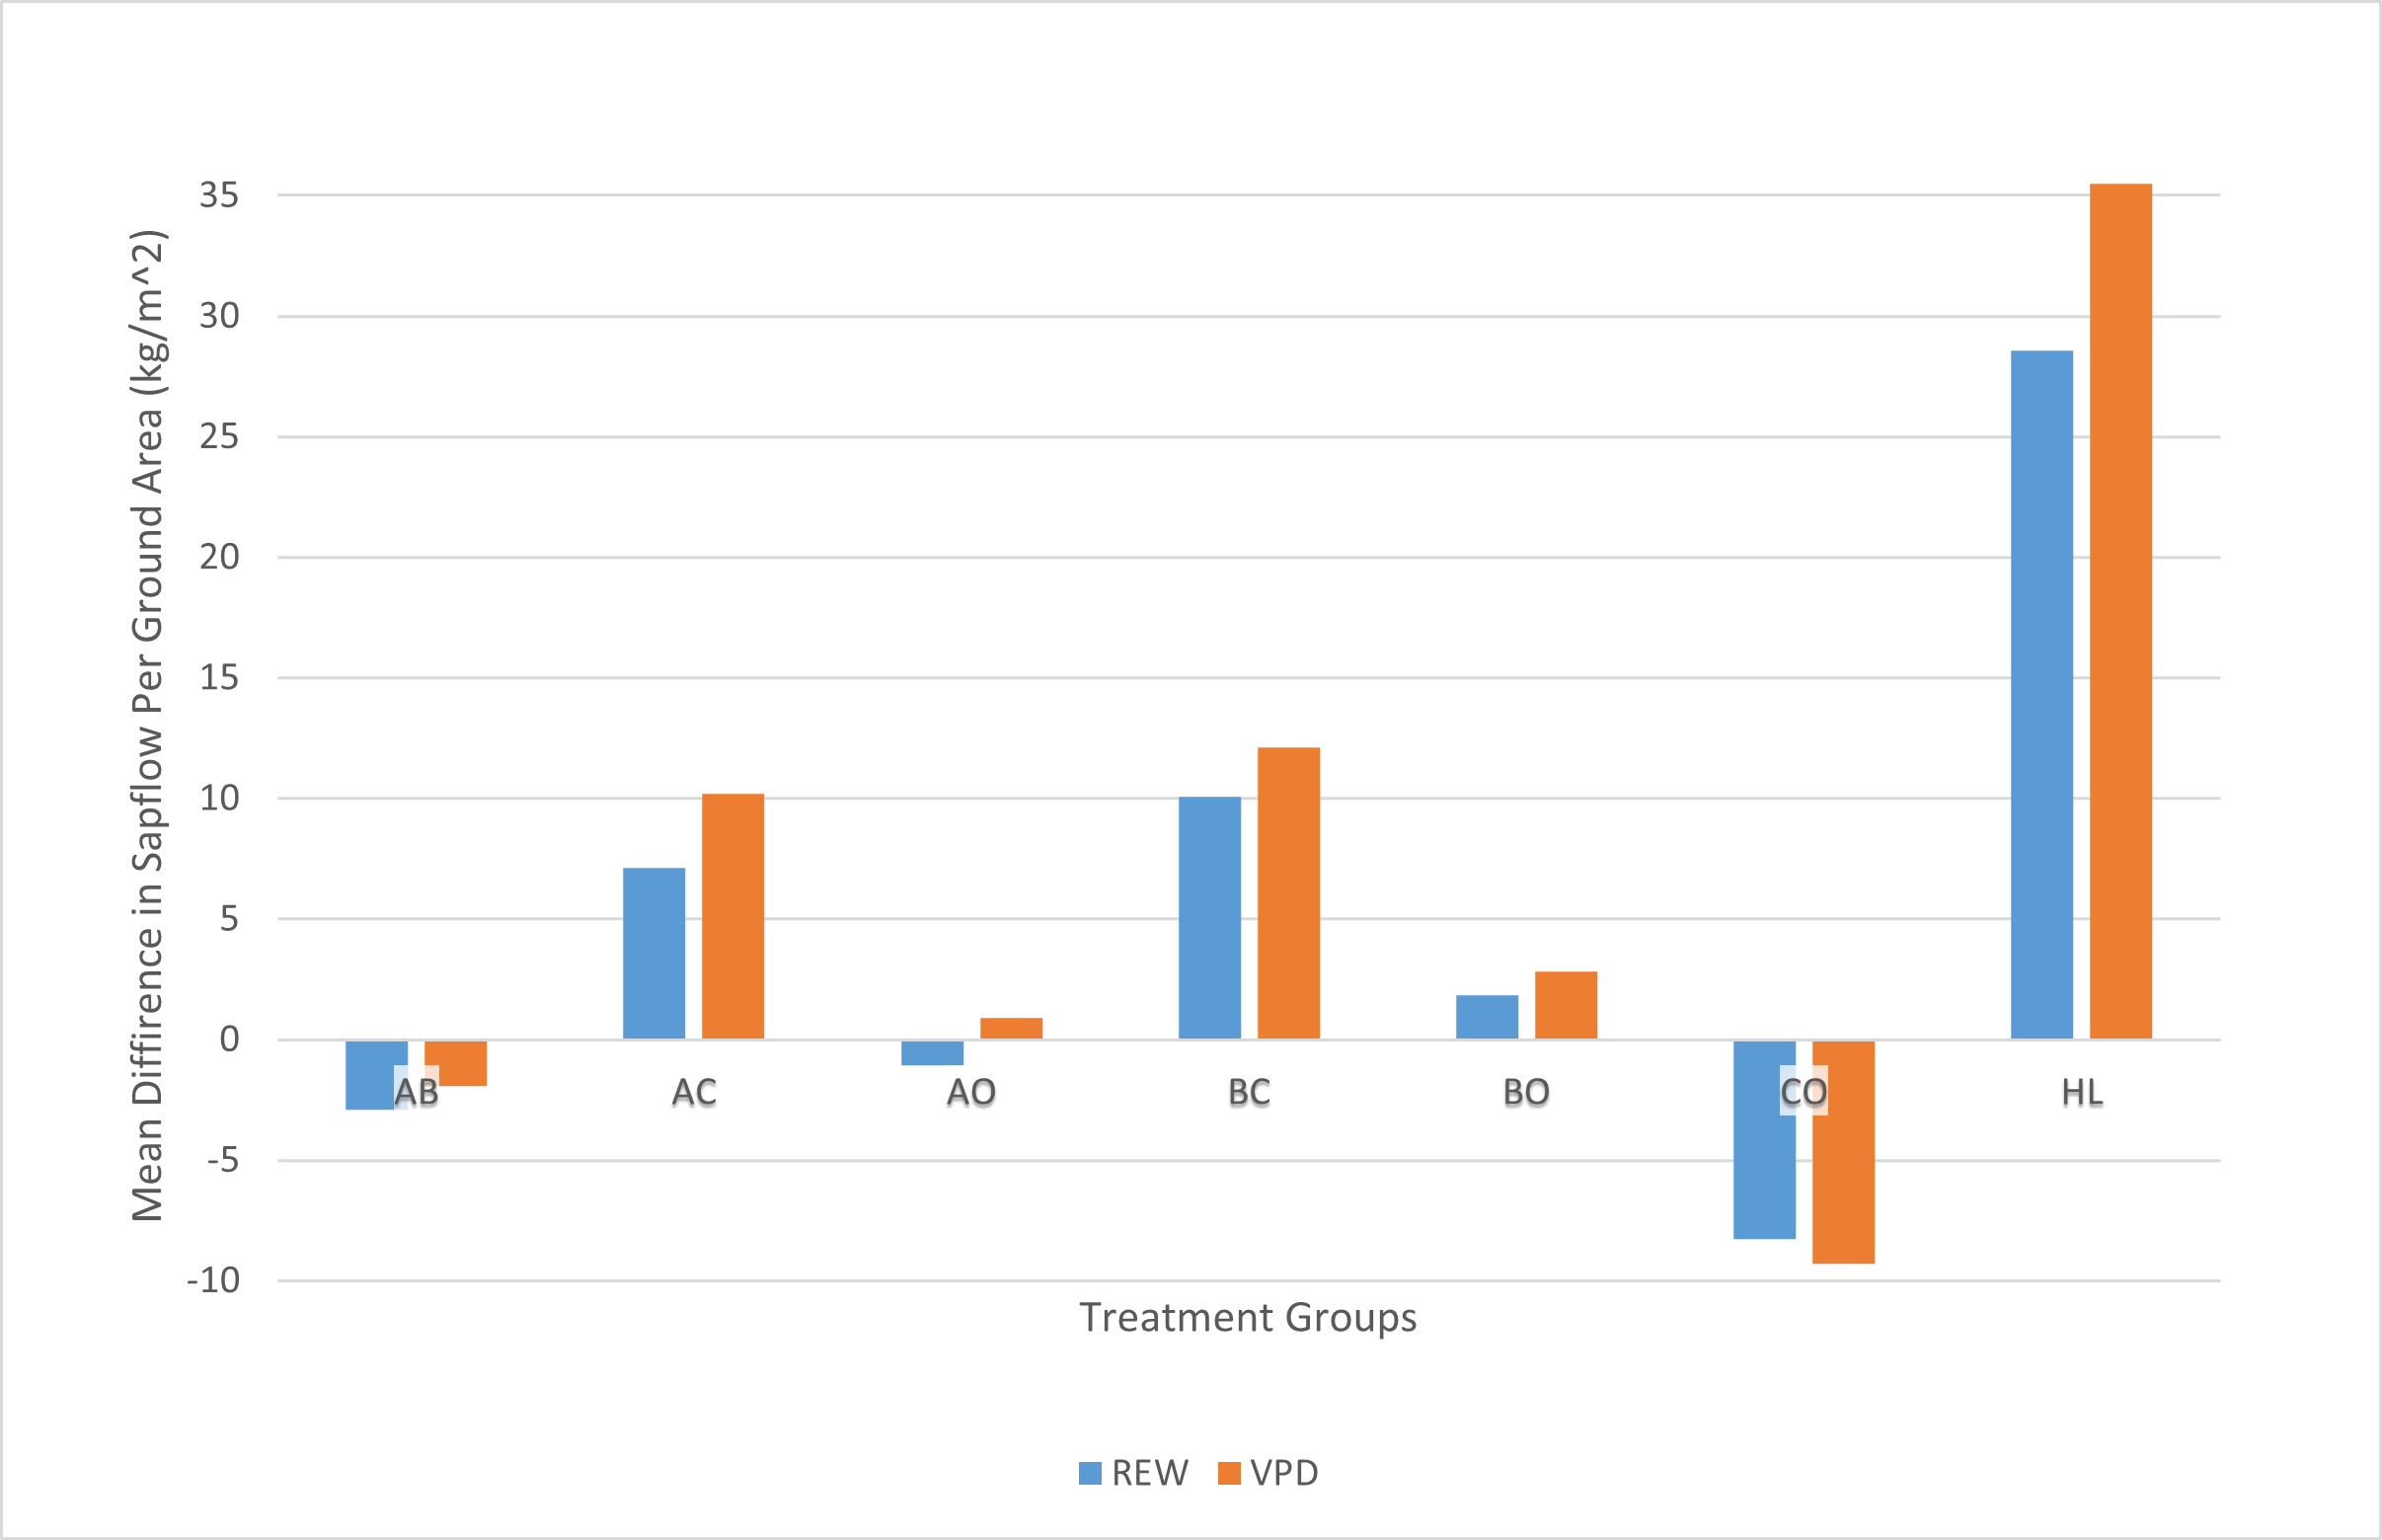 Mean Diffirence in Sapflow Per Ground Area (kg/m^2)
35
30
25
20
15
10
5
0
-5
-10
AB AC AO BC BO CO HL
Treatment Groups
REW VPD